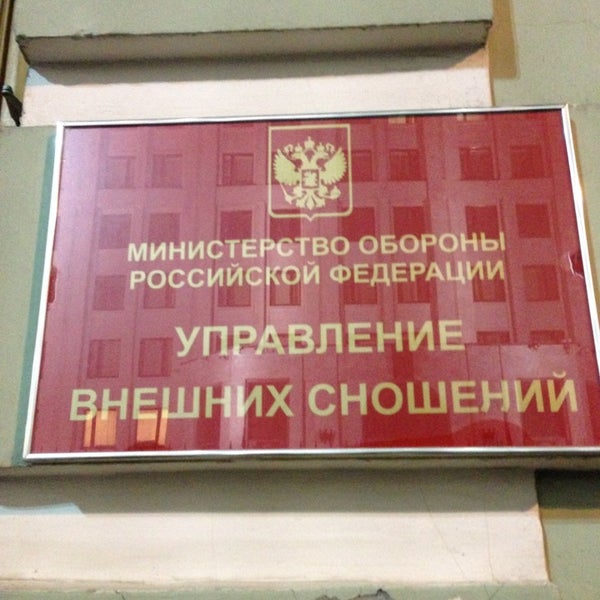 МИНИСТЕРСТВО ОБОРОНЫ
РОССИЙСКОЙ ФЕДЕРАЦИИ
УПРАВЛЕНИЕ
ВНЕШНИХ СНОШЕНИЙ